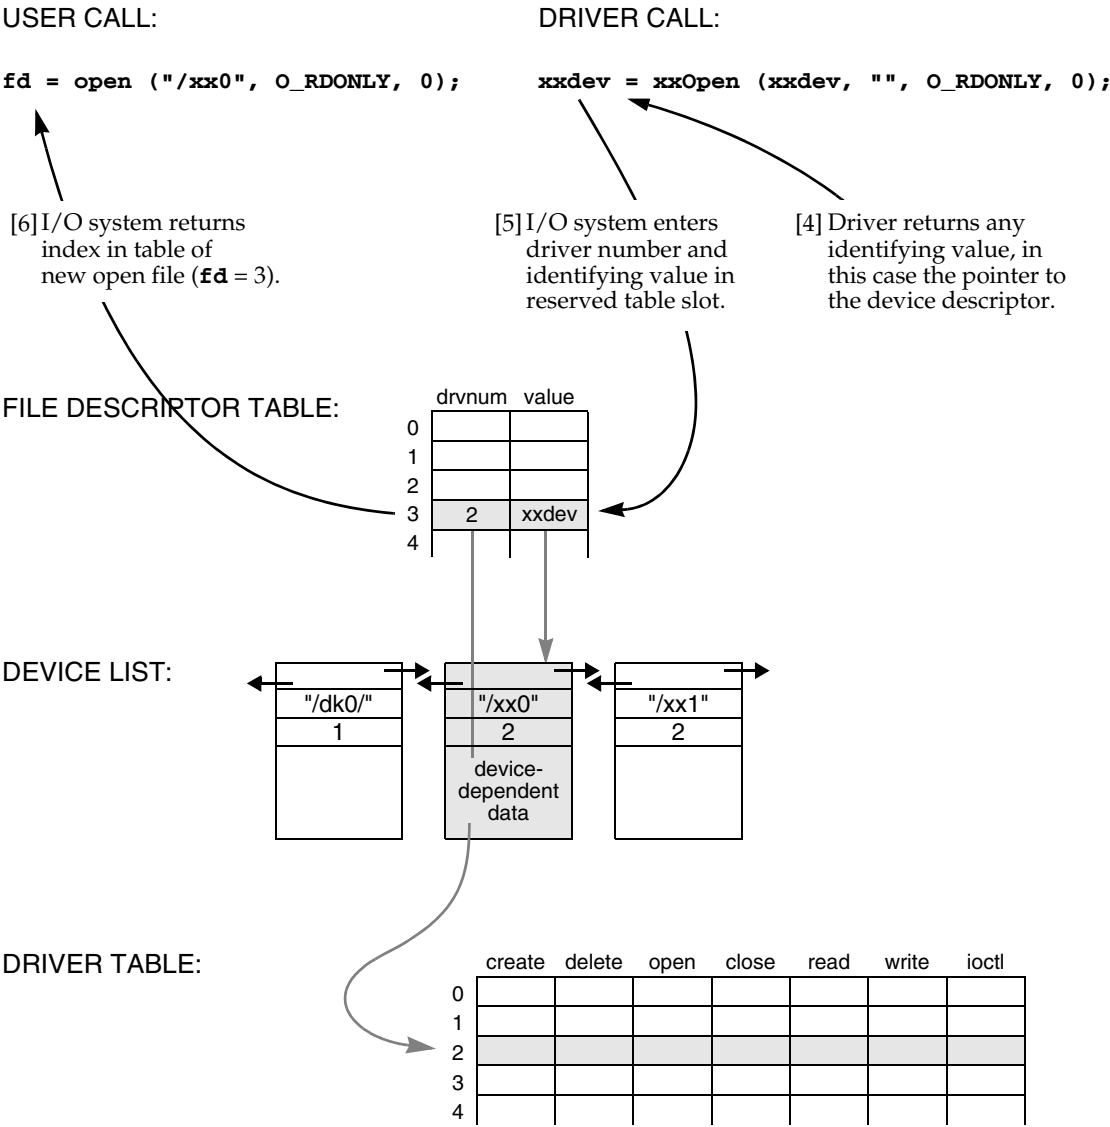 USER CALL: DRIVER CALL:
fd = open ("/xx0", O_RDONLY, 0); xxdev = xxOpen (xxdev, "", O_RDONLY, 0);
[6] I/O system returns
index in table of
new open file (fd = 3).
[5] I/O system enters
driver number and
identifying value in
reserved table slot.
[4] Driver returns any
identifying value, in
this case the pointer to
the device descriptor.
FILE DESCRIPTOR TABLE:
drvnum value
0
1
2
3 2 xxdev
4
DEVICE LIST:
"/dk0/" "/xx0" "/xx1"
1 2 2
device-
dependent
data
DRIVER TABLE:
create delete open close read write ioctl
0
1
2
3
4